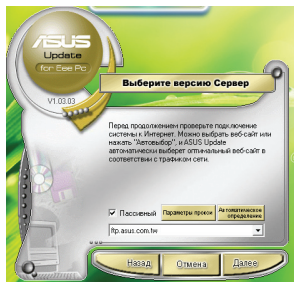 ASUS
Update
for Eee Pc
V1.03.03
Выберите версию Сервер
Перед продолжением проверьте подключение
системы к Интернет. Можно выбрать веб-сайт или
нажать "Автовыбор", и ASUS Update
автоматически выберет оптимальный веб-сайт в
соответствии с трафиком сети.
Пассивный
Параметры прокси
Автоматическое
определение
ftp.asus.com.tw
Назад
Отмена
Далее